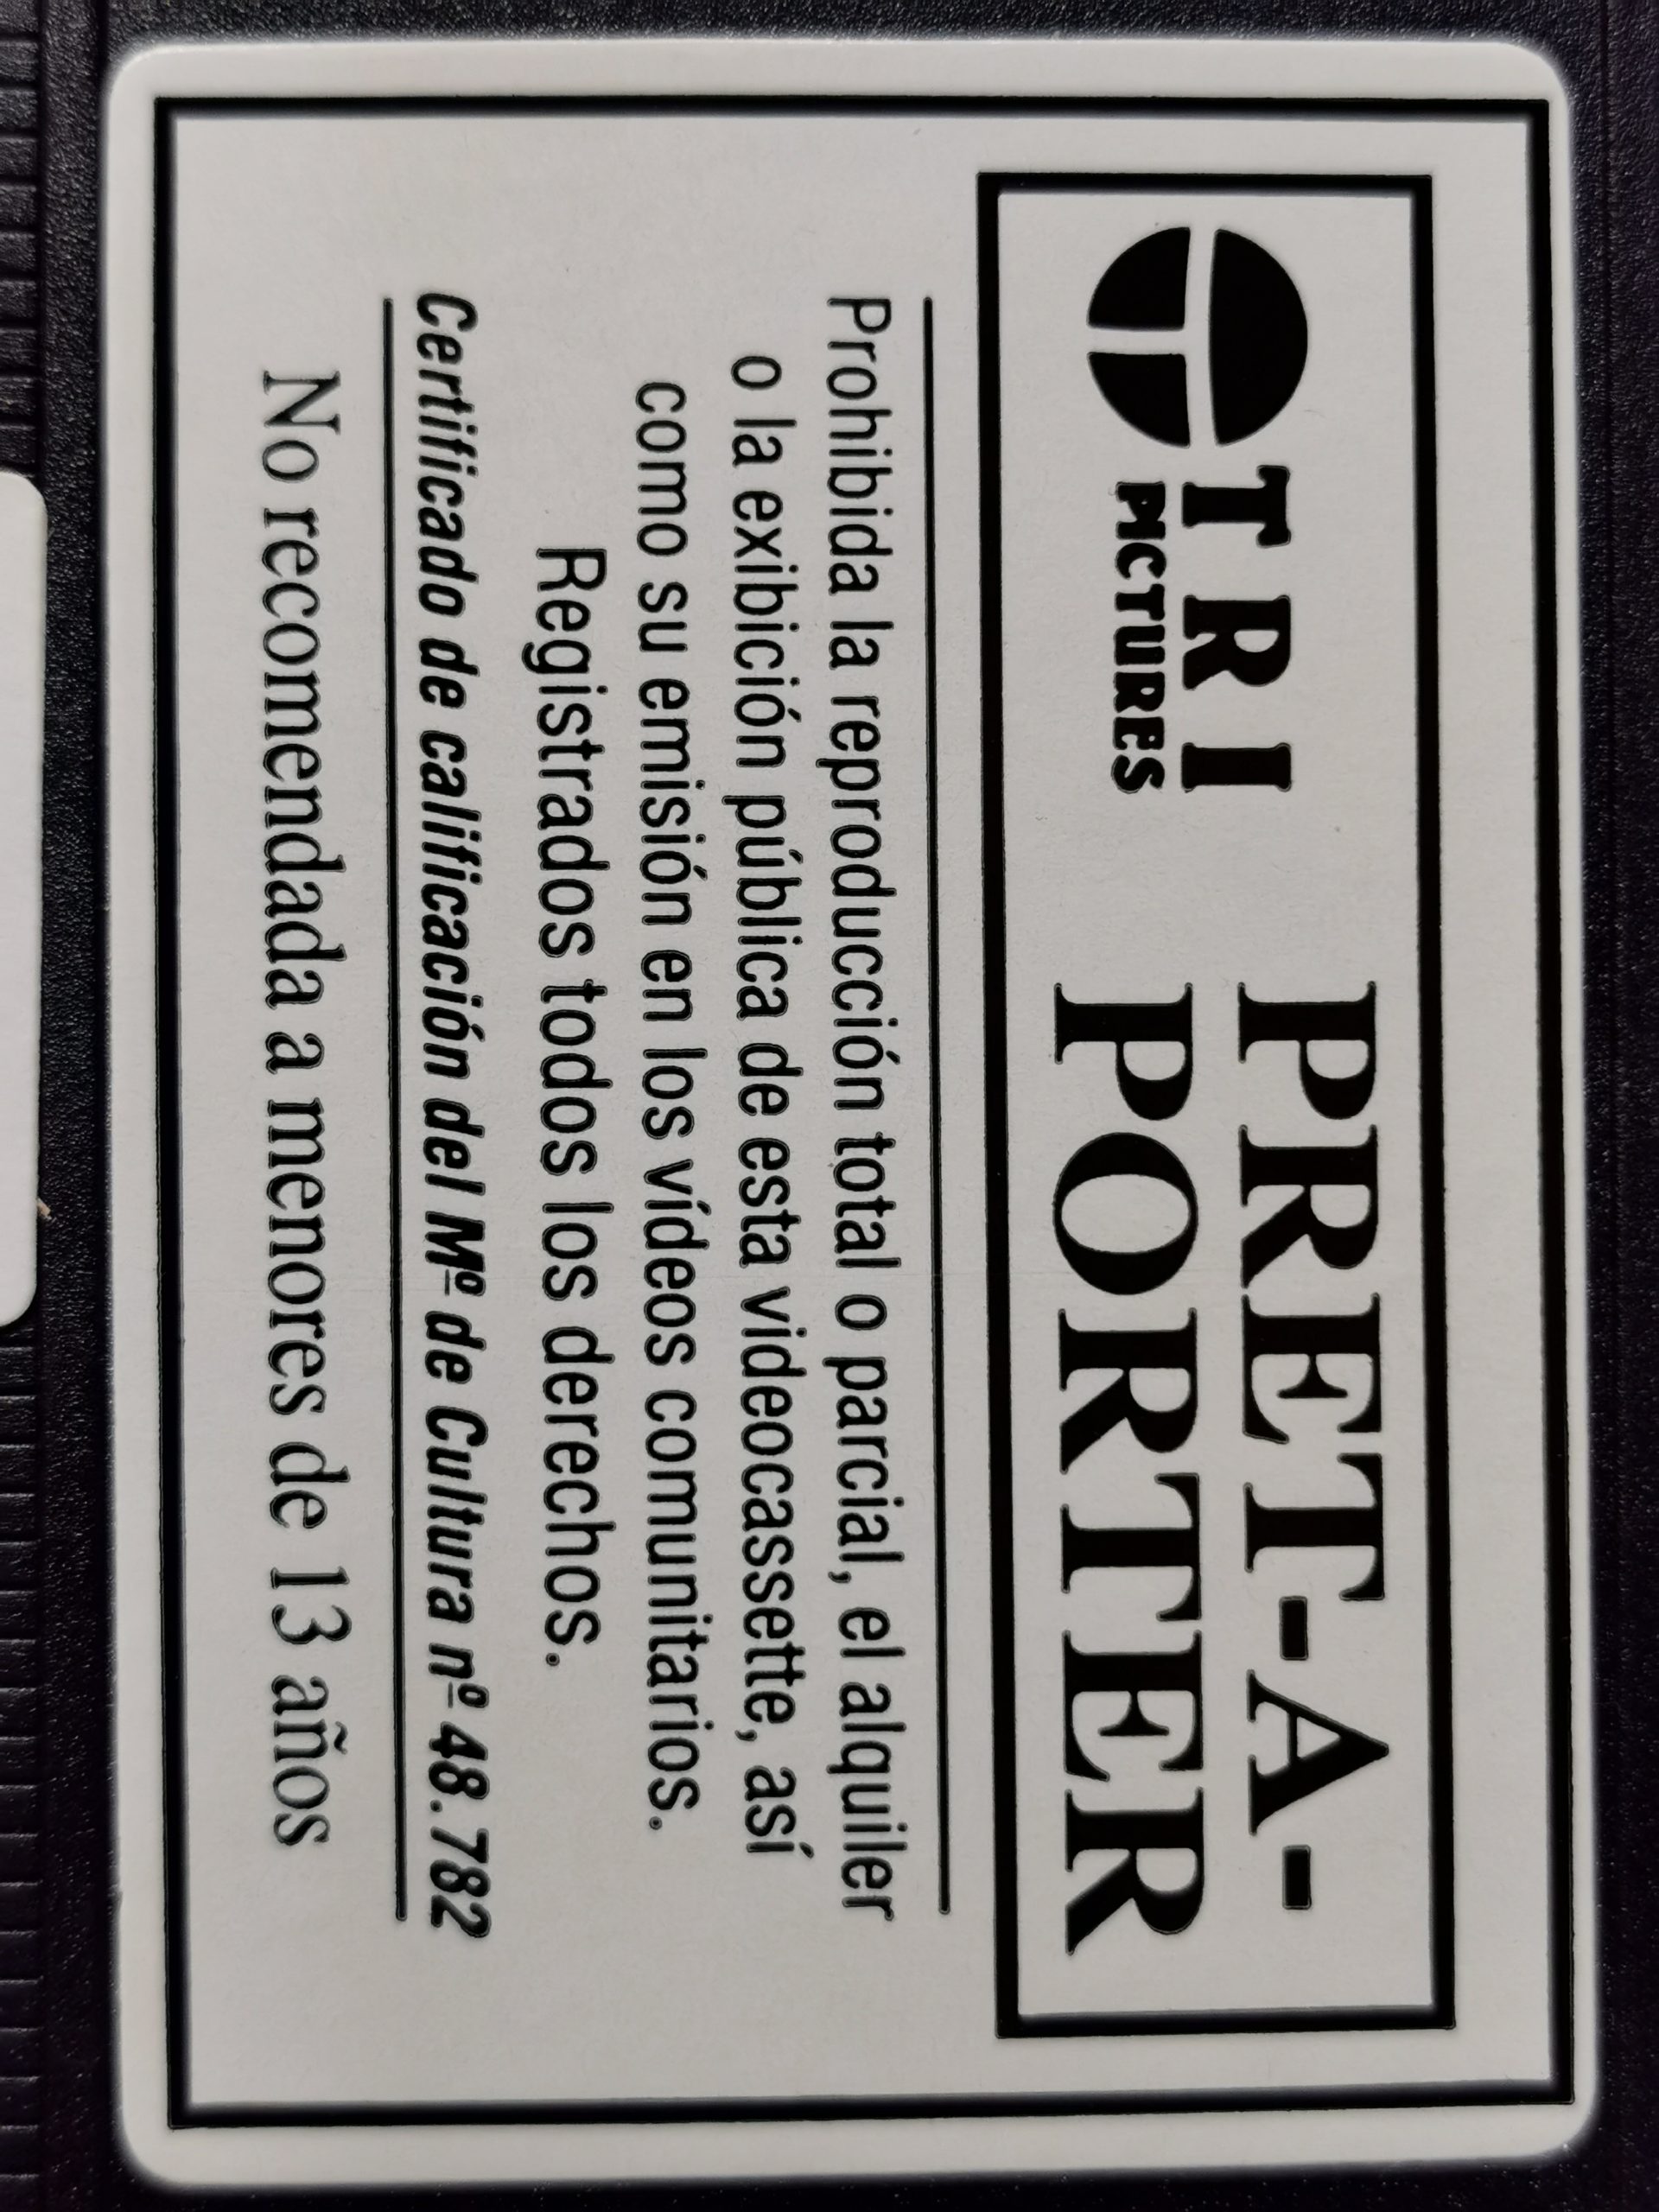 TRI
PICTURES
PRET-A-
PORTER
Prohibida la reproducción total o parcial, el alquiler
o la exibición pública de esta videocassette, así
como su emisión en los vídeos comunitarios.
Registrados todos los derechos.
Certificado de calificación del Mº de Cultura nº 48.782
No recomendada a menores de 13 años